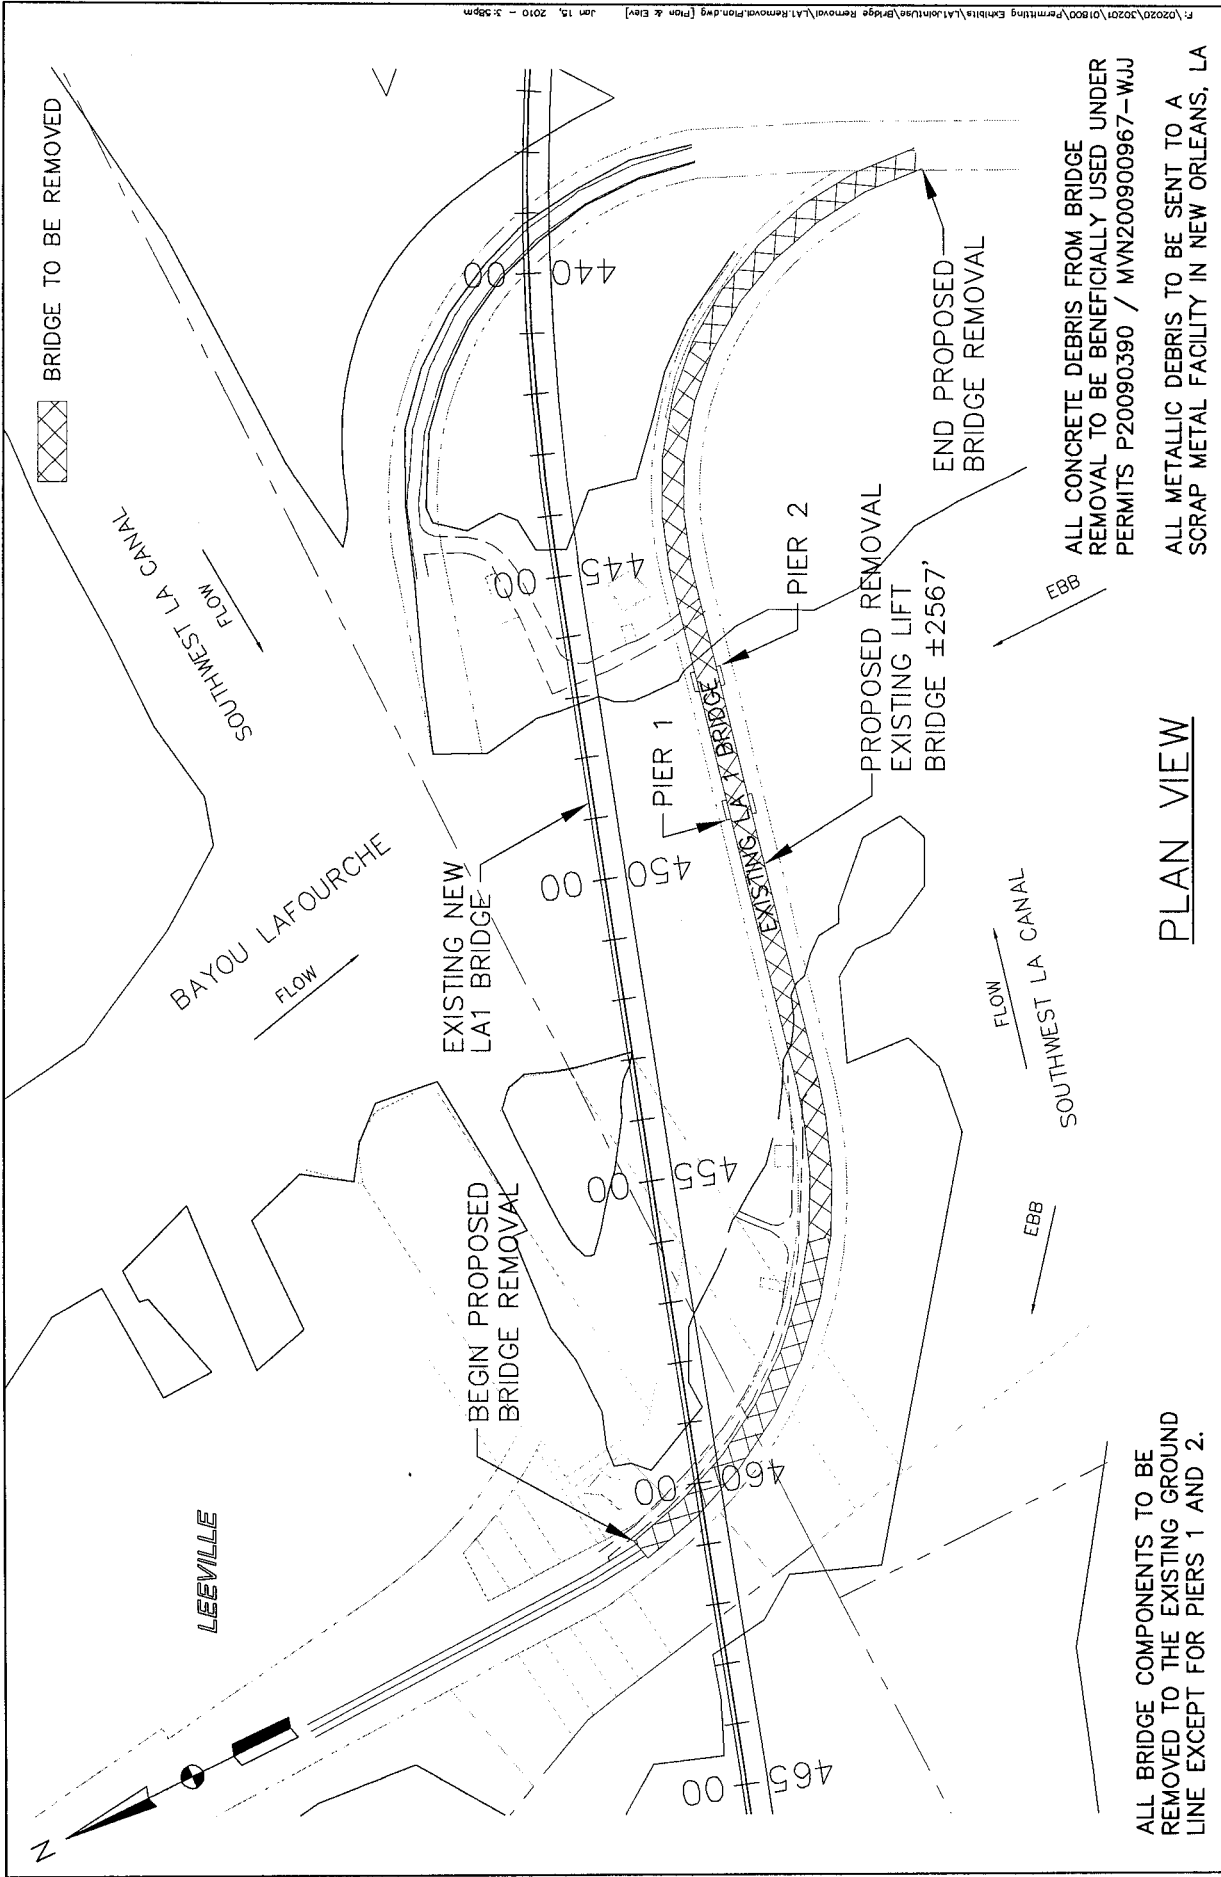 BRIDGE TO BE REMOVED
SOUTHWEST LA CANAL
FLOW
BAYOU LAFOURCHE
FLOW
LEEVILLE
N
EXISTING NEW
LA1 BRIDGE
BEGIN PROPOSED
BRIDGE REMOVAL
465+00
460+00
455+00
450+00
445+00
440+00
PIER 1
PIER 2
EXISTING LA 1 BRIDGE
PROPOSED REMOVAL
EXISTING LIFT
BRIDGE ±2567'
END PROPOSED
BRIDGE REMOVAL
EBB
FLOW
SOUTHWEST LA CANAL
EBB
ALL BRIDGE COMPONENTS TO BE
REMOVED TO THE EXISTING GROUND
LINE EXCEPT FOR PIERS 1 AND 2.
PLAN VIEW
ALL CONCRETE DEBRIS FROM BRIDGE
REMOVAL TO BE BENEFICIALLY USED UNDER
PERMITS P20090390 / MVN200900967-WJJ
ALL METALLIC DEBRIS TO BE SENT TO A
SCRAP METAL FACILITY IN NEW ORLEANS, LA
F:\02020\30201\01800\Permitting Exhibits\LA1\JointUse\Bridge Removal\LA1.Removal.Plan.dwg [Plan & Elev] Jan 15, 2010 - 3:58pm